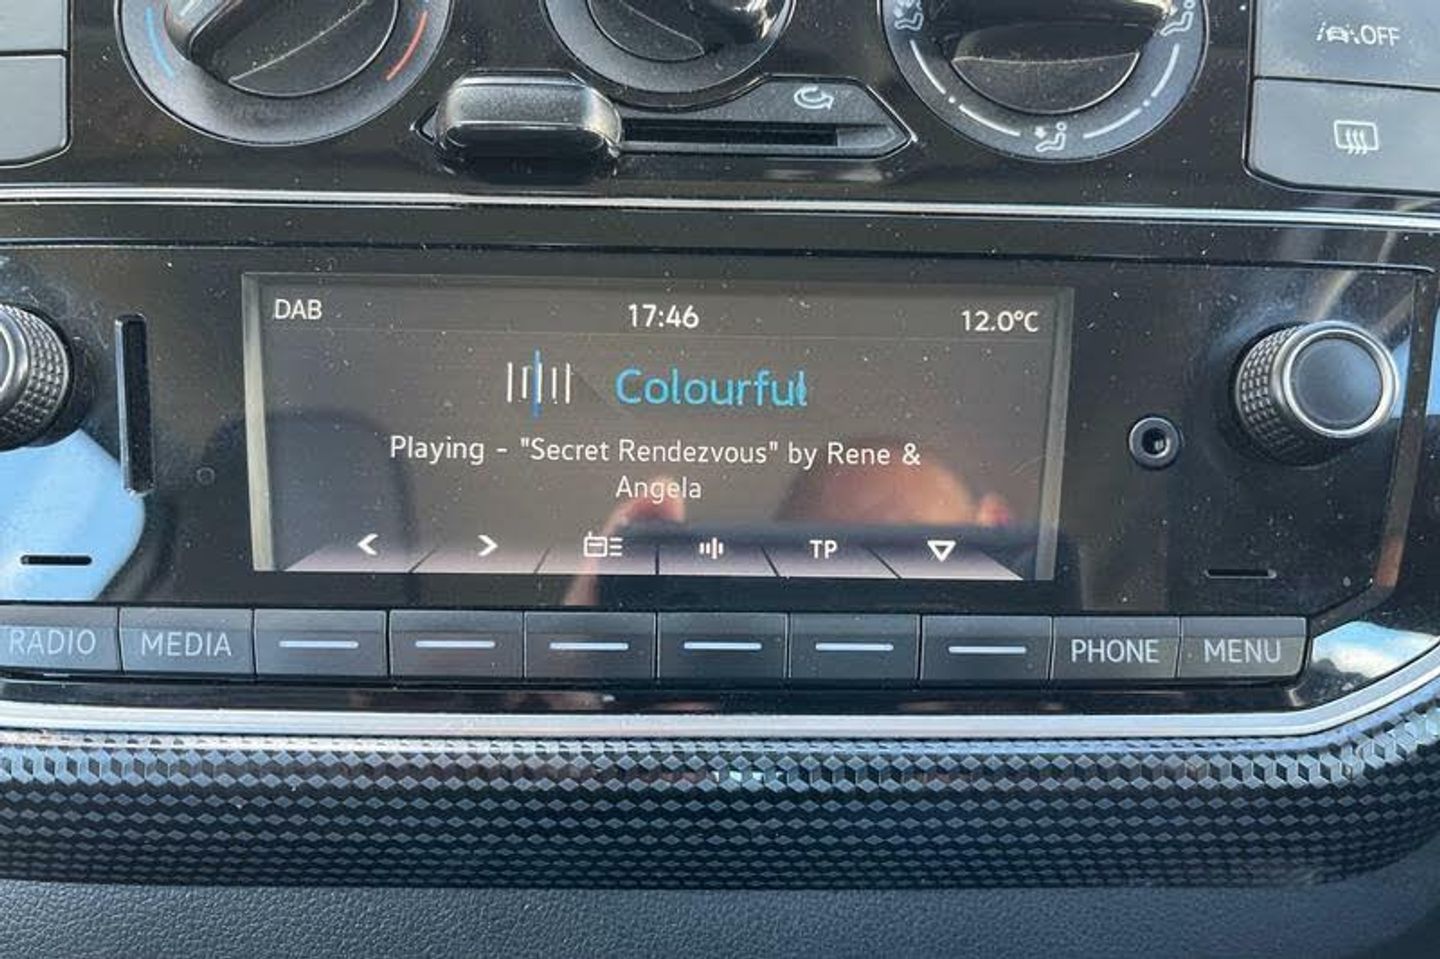 OFF
DAB 17:46 12.0°C
Colourful
Playing - "Secret Rendezvous" by Rene &
Angela
< > TP
RADIO MEDIA PHONE MENU